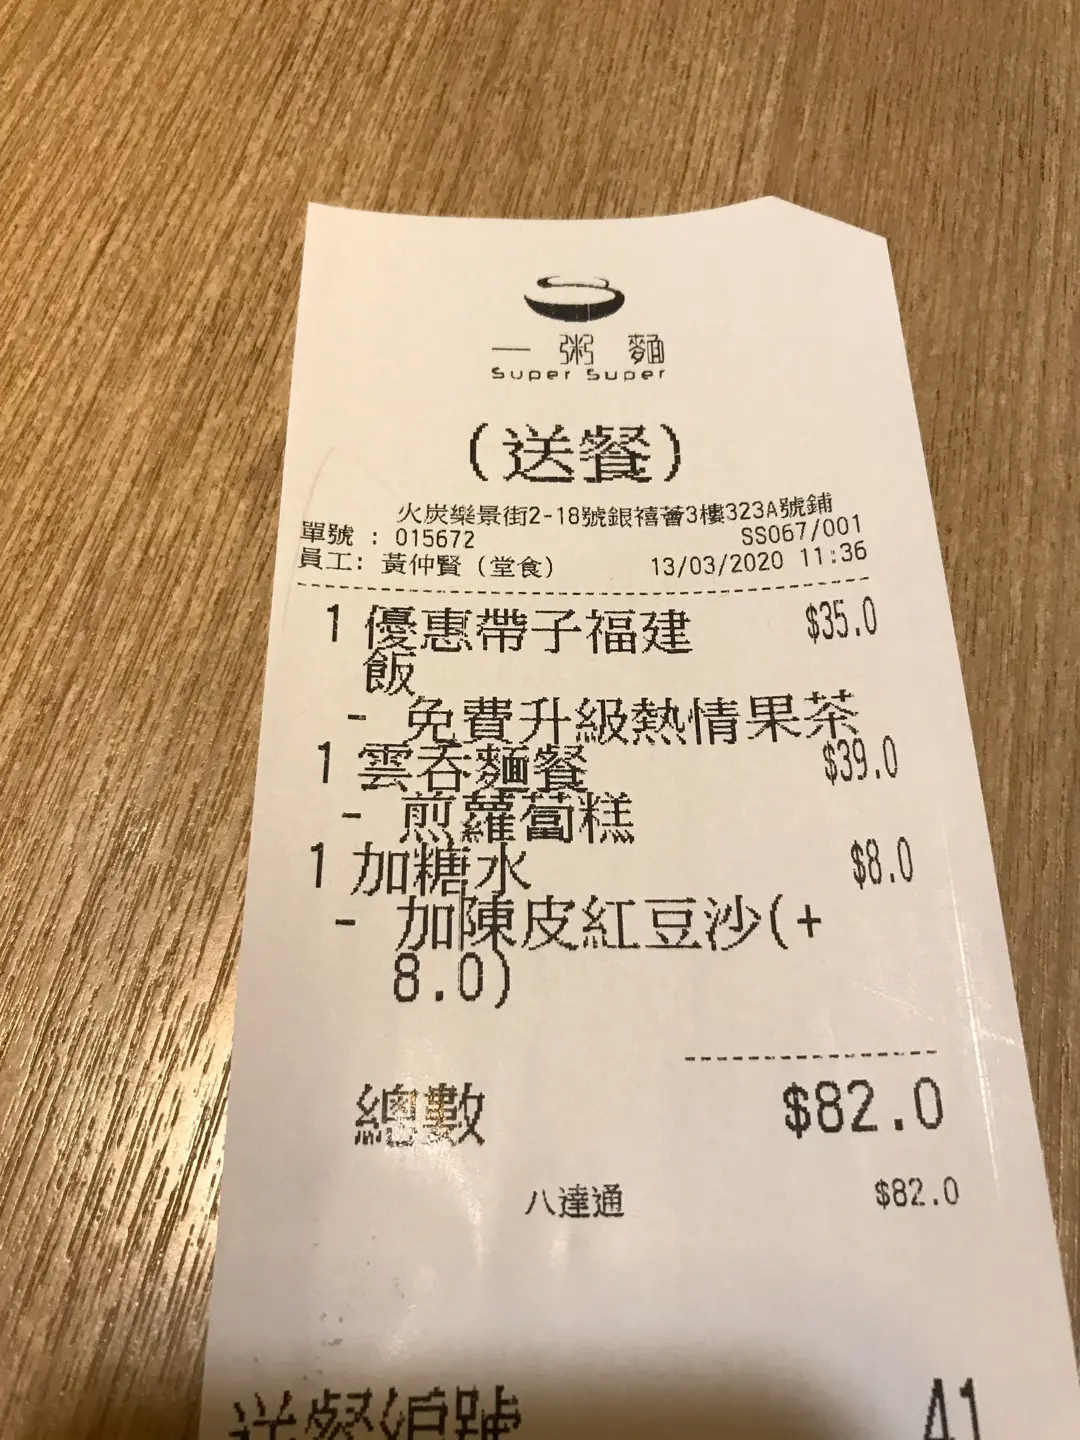 一粥麵
Super Super
(送餐)
火炭樂景街2-18號銀禧薈3樓323A號鋪
單號 : 015672 SS067/001
員工: 黃仲賢 (堂食) 13/03/2020 11:36
1 優惠帶子福建 $35.0
飯
- 免費升級熱情果茶
1 雲吞麵餐 $39.0
- 煎蘿蔔糕
1 加糖水 $8.0
- 加陳皮紅豆沙(+
8.0)
總數 $82.0
八達通 $82.0
送餐編號 41